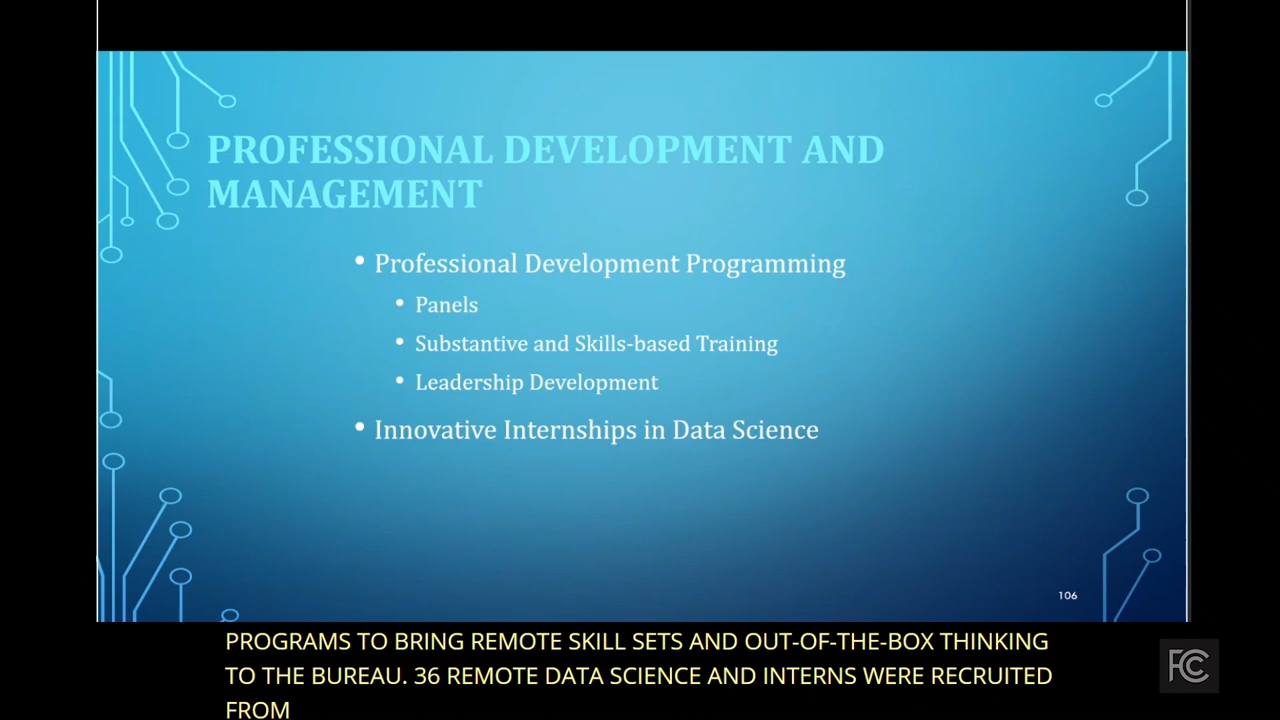 PROFESSIONAL DEVELOPMENT AND
MANAGEMENT
• Professional Development Programming
• Panels
• Substantive and Skills-based Training
• Leadership Development
• Innovative Internships in Data Science
106
PROGRAMS TO BRING REMOTE SKILL SETS AND OUT-OF-THE-BOX THINKING
TO THE BUREAU. 36 REMOTE DATA SCIENCE AND INTERNS WERE RECRUITED
FROM
FCC